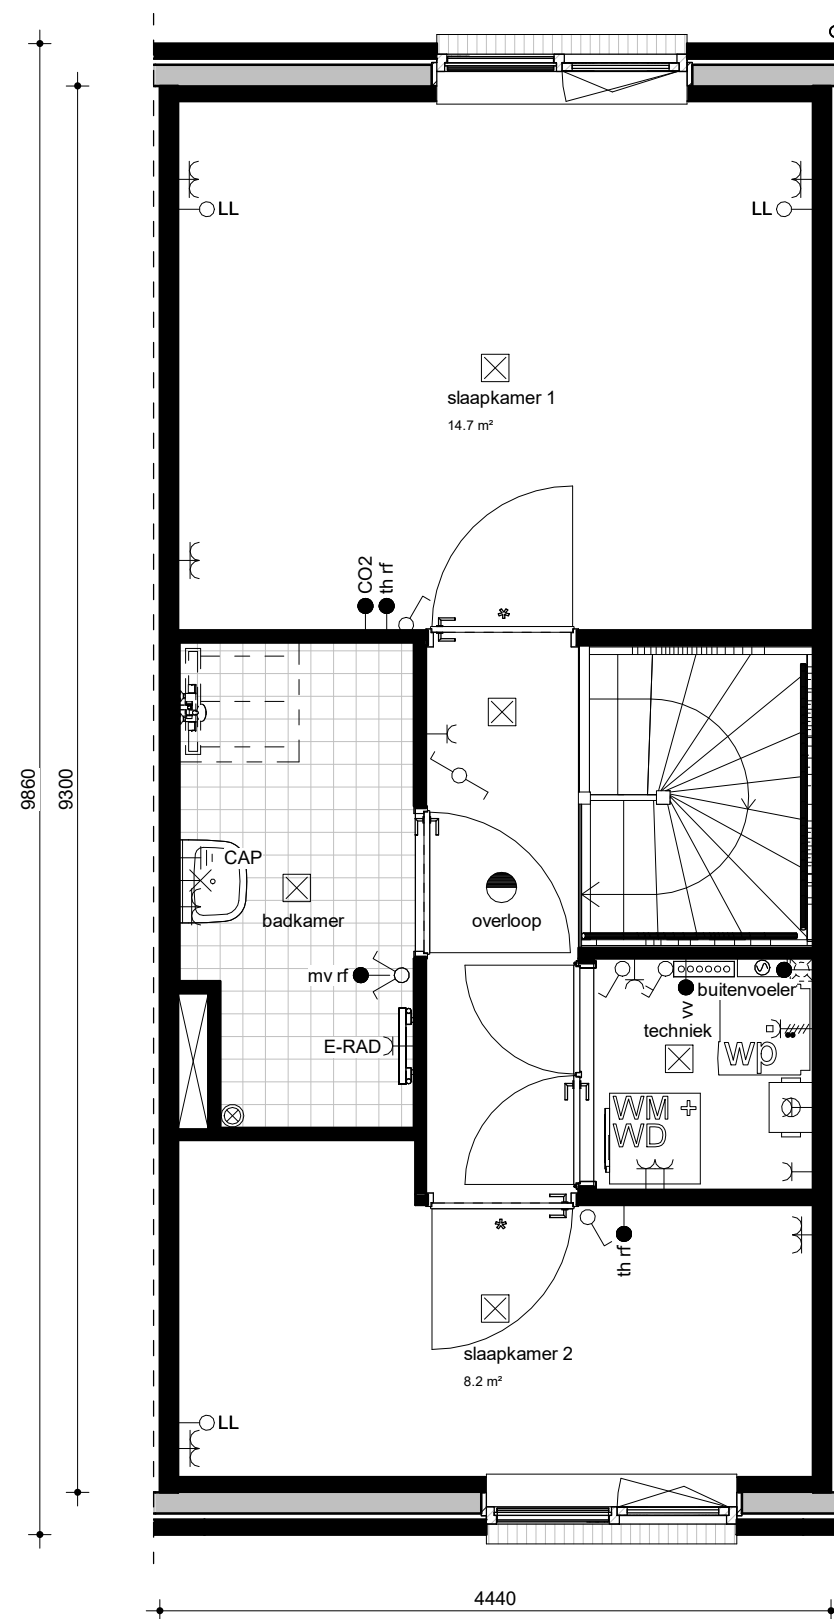 LL
LL
slaapkamer 1
14.7 m²
CO2
th rf
*
9860
9300
CAP
badkamer
overloop
mv rf
buitenvoeler
vv
techniek
wp
E-RAD
WM +
WD
*
th rf
slaapkamer 2
8.2 m²
LL
4440